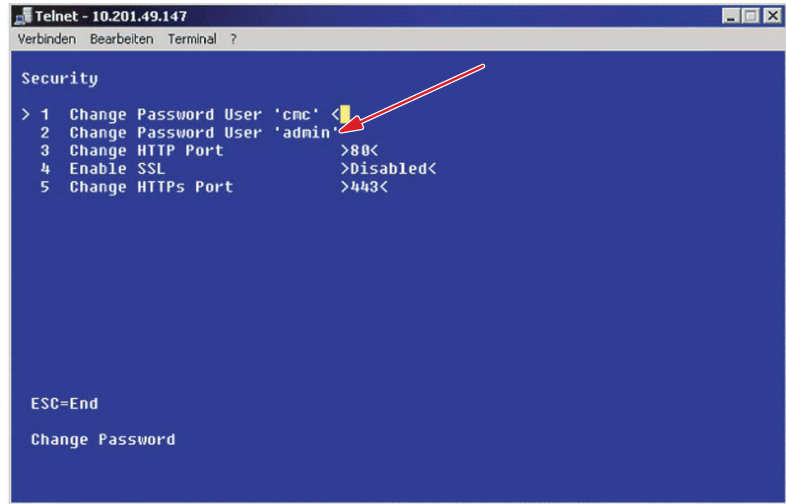 Telnet - 10.201.49.147
Verbinden Bearbeiten Terminal ?
Security
> 1 Change Password User 'cmc' <
2 Change Password User 'admin'
3 Change HTTP Port >80<
4 Enable SSL >Disabled<
5 Change HTTPs Port >443<
ESC=End
Change Password